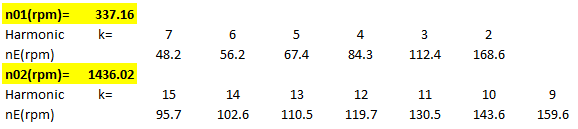 n01(rpm)= 337.16
Harmonic k= 7 6 5 4 3 2
nE(rpm) 48.2 56.2 67.4 84.3 112.4 168.6
n02(rpm)= 1436.02
Harmonic k= 15 14 13 12 11 10 9
nE(rpm) 95.7 102.6 110.5 119.7 130.5 143.6 159.6